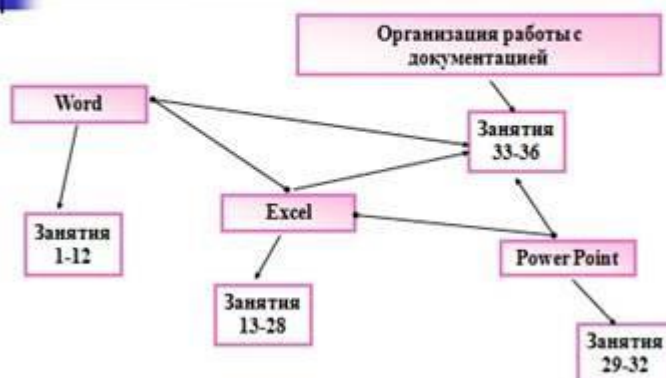 Организация работы с
документацией
Word
Занятия
33-36
Excel
Занятия
1-12
Power Point
Занятия
13-28
Занятия
29-32